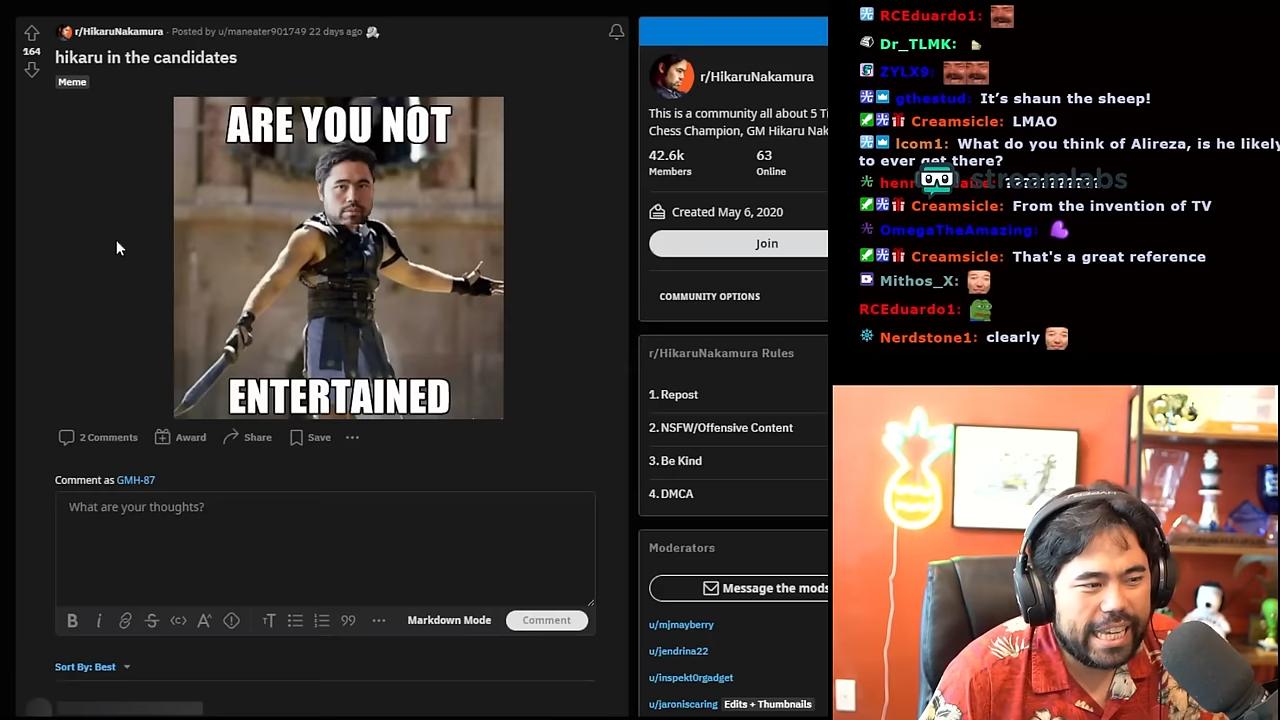 r/HikaruNakamura · Posted by u/maneater901749 22 days ago
164
hikaru in the candidates
Meme
ARE YOU NOT
ENTERTAINED
2 Comments Award Share Save
Comment as GMH-87
What are your thoughts?
B i
Markdown Mode
Comment
Sort By: Best
r/HikaruNakamura
This is a community all about 5 Ti
Chess Champion, GM Hikaru Nak
42.6k 63
Members Online
Created May 6, 2020
Join
COMMUNITY OPTIONS
r/HikaruNakamura Rules
1. Repost
2. NSFW/Offensive Content
3. Be Kind
4. DMCA
Moderators
Message the mods
u/mjmayberry
u/jendrina22
u/inspekt0rgadget
u/jaroniscaring Edits + Thumbnails
RCEduardo1:
Dr_TLMK:
ZYLX9:
gthestud: It’s shaun the sheep!
Creamsicle: LMAO
lcom1: What do you think of Alireza, is he likely
to ever get there?
streamlabs
Creamsicle: From the invention of TV
OmegaTheAmazing:
Creamsicle: That's a great reference
Mithos_X:
RCEduardo1:
Nerdstone1: clearly